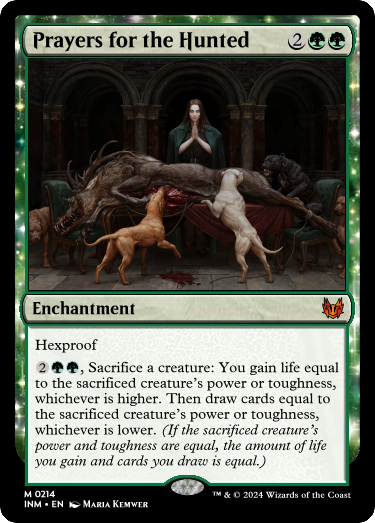 Prayers for the Hunted 2
Enchantment
Hexproof
2, Sacrifice a creature: You gain life equal
to the sacrificed creature's power or toughness,
whichever is higher. Then draw cards equal to
the sacrificed creature's power or toughness,
whichever is lower. (If the sacrificed creature's
power and toughness are equal, the amount of life
you gain and cards you draw is equal.)
M 0214
INM • EN Maria Kemwer
™ & © 2024 Wizards of the Coast